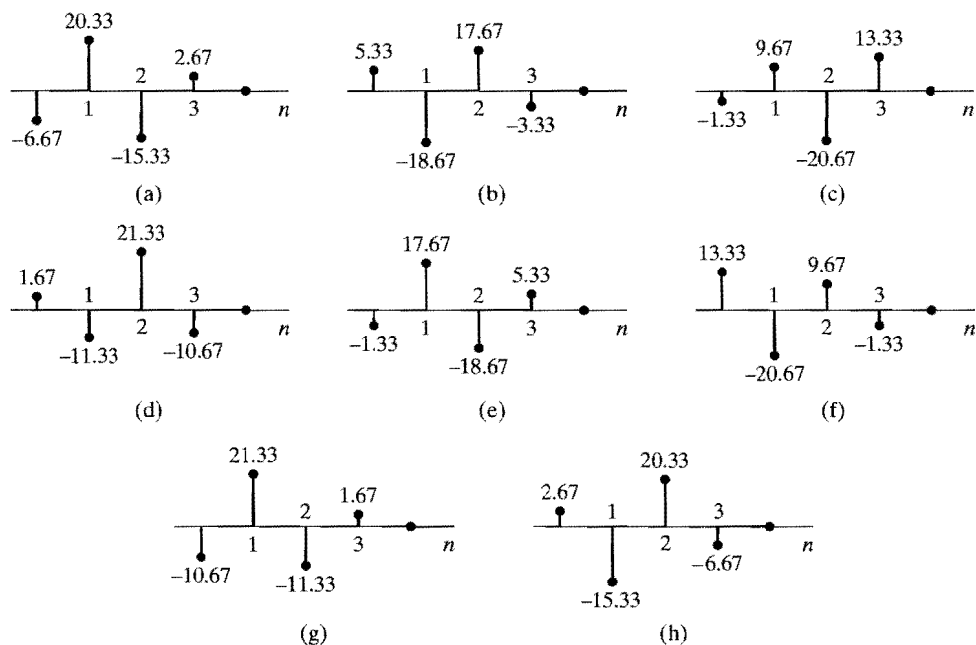 20.33 2.67 2 1 3 n −6.67 −15.33
(a)
5.33 17.67 1 3 2 n −3.33 −18.67
(b)
9.67 13.33 2 1 3 n −1.33 −20.67
(c)
21.33 1.67 1 3 2 n −11.33 −10.67
(d)
17.67 5.33 2 1 3 n −1.33 −18.67
(e)
13.33 9.67 1 3 2 n −1.33 −20.67
(f)
21.33 1.67 2 1 3 n −10.67 −11.33
(g)
20.33 2.67 1 3 2 n −6.67 −15.33
(h)